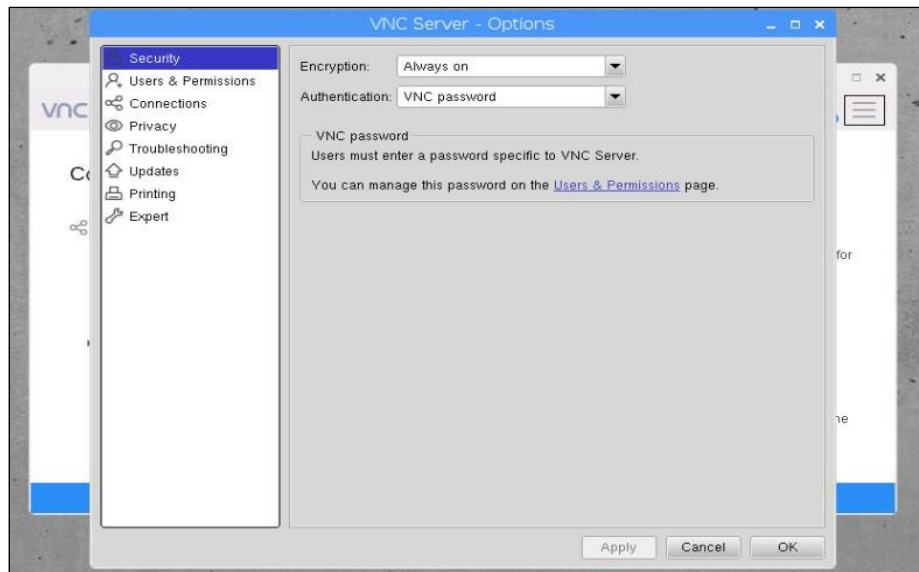 VNC Server - Options
Security
Users & Permissions
Connections
Privacy
Troubleshooting
Updates
Printing
Expert
Encryption: Always on
Authentication: VNC password
VNC password
Users must enter a password specific to VNC Server.
You can manage this password on the Users & Permissions page.
Apply Cancel OK
vnc
for